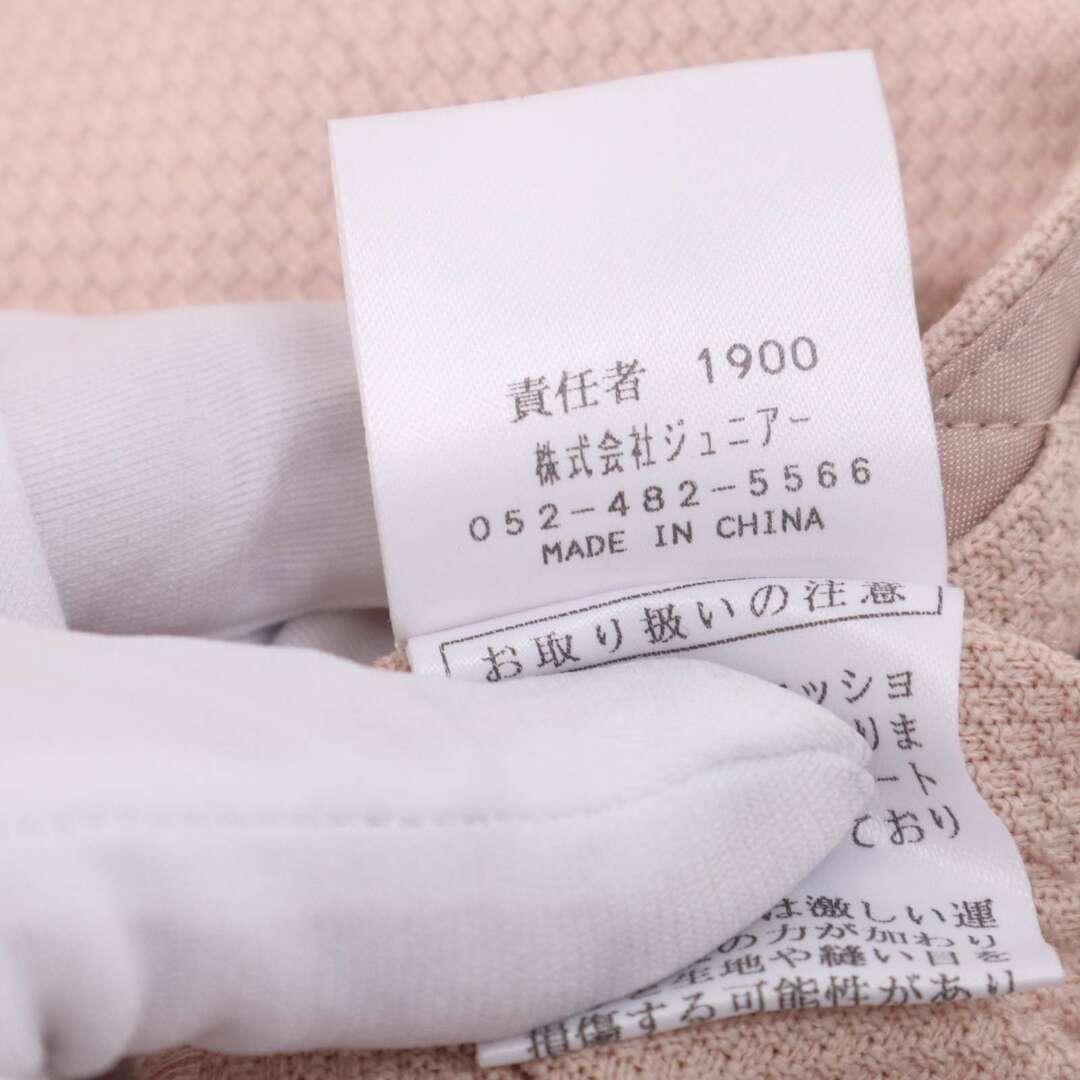 責任者 1900
株式会社ジュニアー
052-482-5566
MADE IN CHINA
お取り扱いの注意
ッシヨ
りま
ート
ており
は激しい運
の力が加わり
生地や縫い目を
損傷する可能性があり